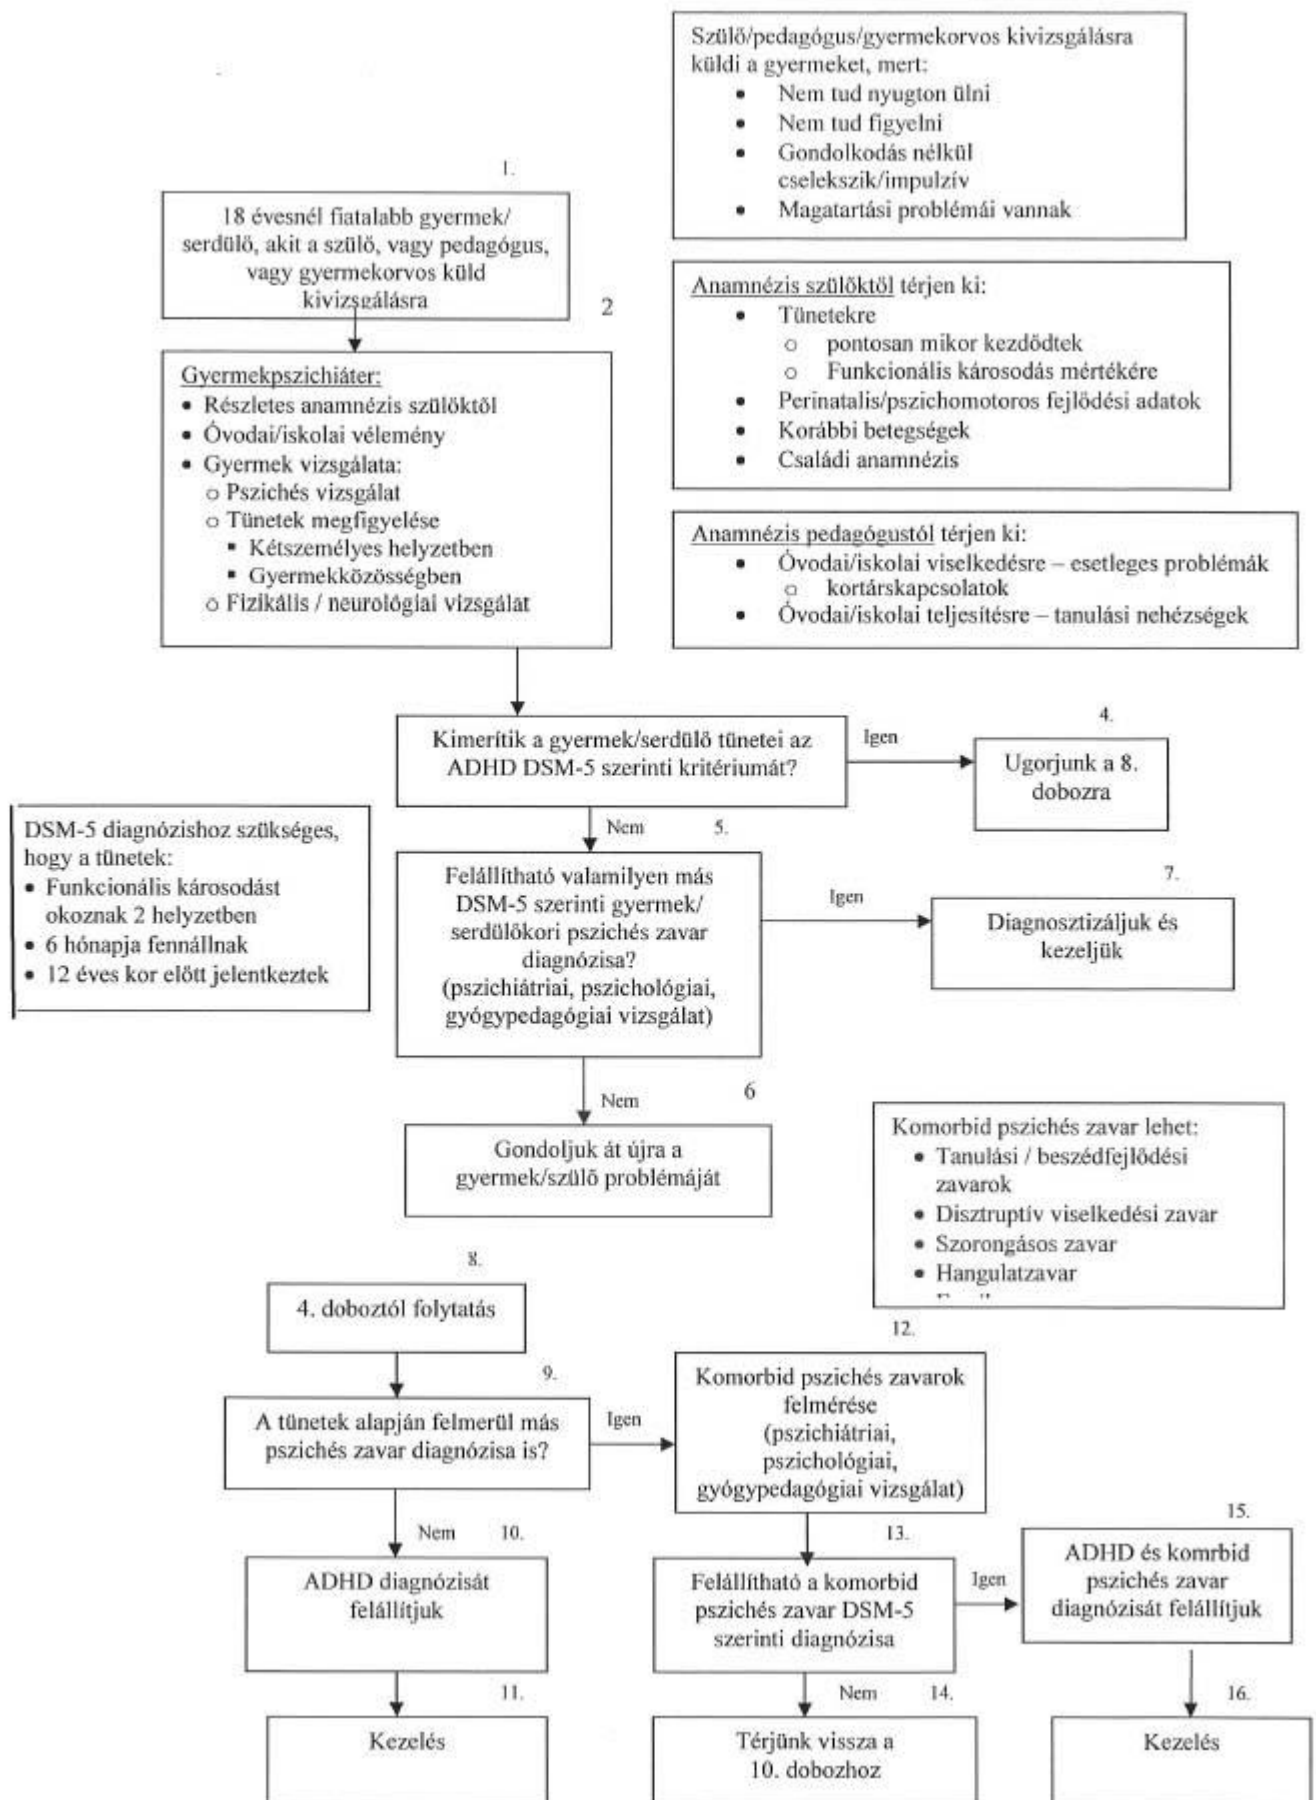 Szülő/pedagógus/gyermekorvos kivizsgálásra
küldi a gyermeket, mert:
• Nem tud nyugton ülni
• Nem tud figyelni
• Gondolkodás nélkül
cselekszik/impulzív
• Magatartási problémái vannak
1.
18 évesnél fiatalabb gyermek/
serdülő, akit a szülő, vagy pedagógus,
vagy gyermekorvos küld
kivizsgálásra
2
Anamnézis szülőktől térjen ki:
• Tünetekre
o pontosan mikor kezdődtek
o Funkcionális károsodás mértékére
• Perinatalis/pszichomotoros fejlődési adatok
• Korábbi betegségek
• Családi anamnézis
Gyermekpszichiáter:
• Részletes anamnézis szülőktől
• Óvodai/iskolai vélemény
• Gyermek vizsgálata:
o Pszichés vizsgálat
o Tünetek megfigyelése
▪ Kétszemélyes helyzetben
▪ Gyermekközösségben
o Fizikális / neurológiai vizsgálat
Anamnézis pedagógustól térjen ki:
• Óvodai/iskolai viselkedésre – esetleges problémák
o kortárskapcsolatok
• Óvodai/iskolai teljesítésre – tanulási nehézségek
Kimerítik a gyermek/serdülő tünetei az
ADHD DSM-5 szerinti kritériumát?
Igen
4.
Ugorjunk a 8.
dobozra
DSM-5 diagnózishoz szükséges,
hogy a tünetek:
• Funkcionális károsodást
okoznak 2 helyzetben
• 6 hónapja fennállnak
• 12 éves kor előtt jelentkeztek
Nem
5.
Felállítható valamilyen más
DSM-5 szerinti gyermek/
serdülőkori pszichés zavar
diagnózisa?
(pszichiátriai, pszichológiai,
gyógypedagógiai vizsgálat)
Igen
7.
Diagnosztizáljuk és
kezeljük
Nem
6
Gondoljuk át újra a
gyermek/szülő problémáját
Komorbid pszichés zavar lehet:
• Tanulási / beszédfejlődési
zavarok
• Disztruptív viselkedési zavar
• Szorongásos zavar
• Hangulatzavar
8.
4. doboztól folytatás
9.
A tünetek alapján felmerül más
pszichés zavar diagnózisa is?
Igen
12.
Komorbid pszichés zavarok
felmérése
(pszichiátriai,
pszichológiai,
gyógypedagógiai vizsgálat)
Nem
10.
ADHD diagnózisát
felállítjuk
13.
Felállítható a komorbid
pszichés zavar DSM-5
szerinti diagnózisa
Igen
15.
ADHD és komrbid
pszichés zavar
diagnózisát felállítjuk
11.
Kezelés
Nem
14.
Térjünk vissza a
10. dobozhoz
16.
Kezelés